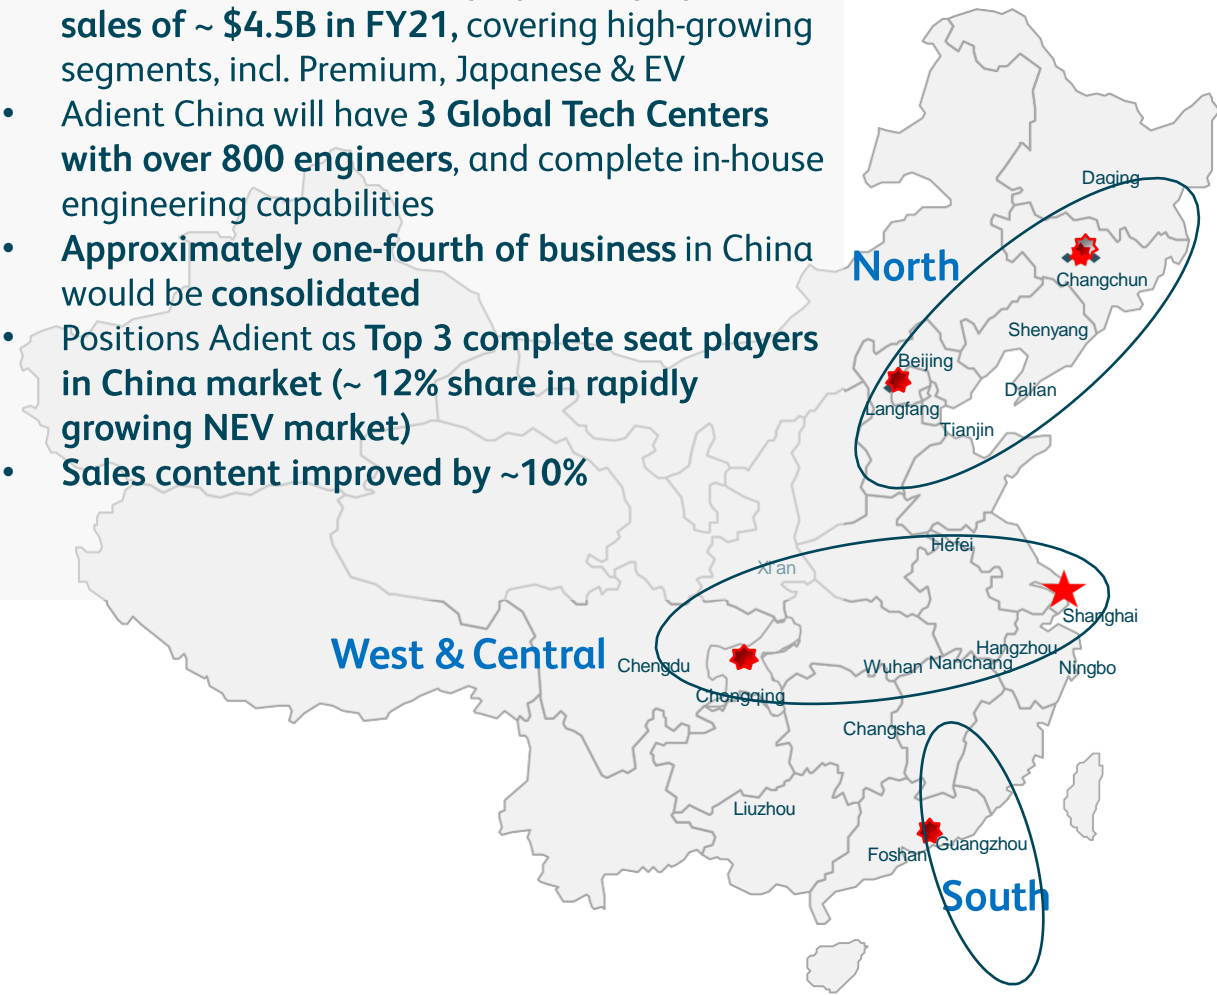 sales of ~ $4.5B in FY21, covering high-growing
segments, incl. Premium, Japanese & EV
• Adient China will have 3 Global Tech Centers
with over 800 engineers, and complete in-house
engineering capabilities
• Approximately one-fourth of business in China
would be consolidated
• Positions Adient as Top 3 complete seat players
in China market (~ 12% share in rapidly
growing NEV market)
• Sales content improved by ~10%
Daqing
North
Changchun
Shenyang
Beijing
Dalian
Langfang
Tianjin
Hefei
Xi'an
Shanghai
West & Central
Hangzhou
Chengdu
Wuhan
Nanchang
Ningbo
Chongqing
Changsha
Liuzhou
Guangzhou
Foshan
South